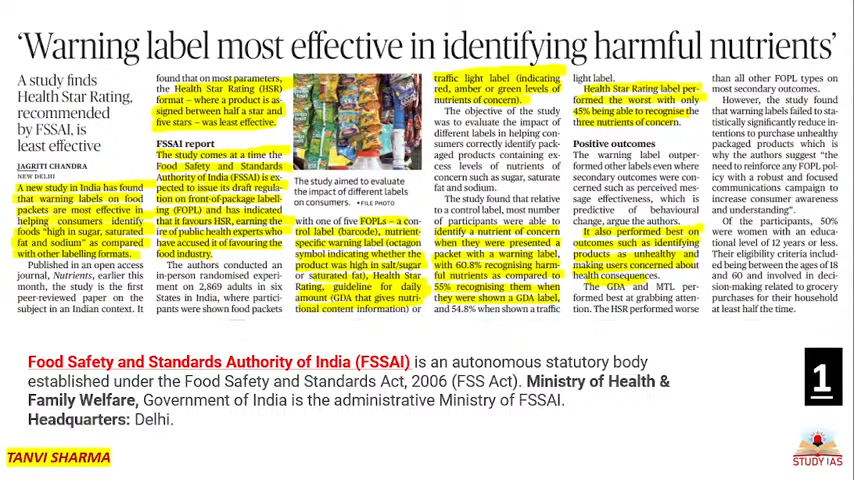 'Warning label most effective in identifying harmful nutrients'
A study finds
Health Star Rating,
recommended
by FSSAI, is
least effective
JAGRITI CHANDRA
NEW DELHI
A new study in India has found
that warning labels on food
packets are most effective in
helping consumers identify
foods "high in sugar, saturated
fat and sodium" as compared
with other labelling formats.
Published in an open access
journal, Nutrients, earlier this
month, the study is the first
peer-reviewed paper on the
subject in an Indian context. It
found that on most parameters,
the Health Star Rating (HSR)
format – where a product is as-
signed between half a star and
five stars – was least effective.
FSSAI report
The study comes at a time the
Food Safety and Standards
Authority of India (FSSAI) is ex-
pected to issue its draft regula-
tion on front-of-package labell-
ing (FOPL) and has indicated
that it favours HSR, earning the
ire of public health experts who
have accused it of favouring the
food industry.
The authors conducted an
in-person randomised experi-
ment on 2,869 adults in six
States in India, where partici-
pants were shown food packets
The study aimed to evaluate
the impact of different labels
on consumers. • FILE PHOTO
with one of five FOPLs – a con-
trol label (barcode), nutrient-
specific warning label (octagon
symbol indicating whether the
product was high in salt/sugar
or saturated fat), Health Star
Rating, guideline for daily
amount (GDA that gives nutri-
tional content information) or
traffic light label (indicating
red, amber or green levels of
nutrients of concern).
The objective of the study
was to evaluate the impact of
different labels in helping con-
sumers correctly identify pack-
aged products containing ex-
cess levels of nutrients of
concern such as sugar, saturate
fat and sodium.
The study found that relative
to a control label, most number
of participants were able to
identify a nutrient of concern
when they were presented a
packet with a warning label,
with 60.8% recognising harm-
ful nutrients as compared to
55% recognising them when
they were shown a GDA label,
and 54.8% when shown a traffic
light label.
Health Star Rating label per-
formed the worst with only
45% being able to recognise the
three nutrients of concern.
Positive outcomes
The warning label outper-
formed other labels even where
secondary outcomes were con-
cerned such as perceived mes-
sage effectiveness, which is
predictive of behavioural
change, argue the authors.
It also performed best on
outcomes such as identifying
products as unhealthy and
making users concerned about
health consequences.
The GDA and MTL per-
formed best at grabbing atten-
tion. The HSR performed worse
than all other FOPL types on
most secondary outcomes.
However, the study found
that warning labels failed to sta-
tistically significantly reduce in-
tentions to purchase unhealthy
packaged products which is
why the authors suggest "the
need to reinforce any FOPL pol-
icy with a robust and focused
communications campaign to
increase consumer awareness
and understanding".
Of the participants, 50%
were women with an educa-
tional level of 12 years or less.
Their eligibility criteria includ-
ed being between the ages of 18
and 60 and involved in deci-
sion-making related to grocery
purchases for their household
at least half the time.
Food Safety and Standards Authority of India (FSSAI) is an autonomous statutory body
established under the Food Safety and Standards Act, 2006 (FSS Act). Ministry of Health &
Family Welfare, Government of India is the administrative Ministry of FSSAI.
Headquarters: Delhi.
1
TANVI SHARMA
STUDY IAS